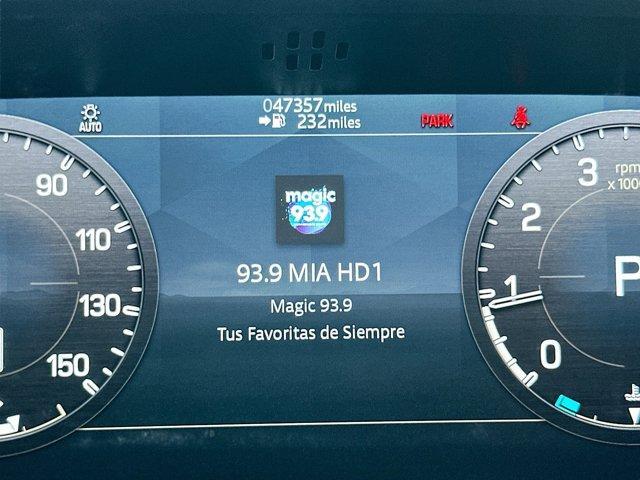 047357miles
AUTO
232miles
PARK
90
110
130
150
magic
93.9
93.9 MIA HD1
Magic 93.9
Tus Favoritas de Siempre
3
2
1
0
rpm
x 1000
P